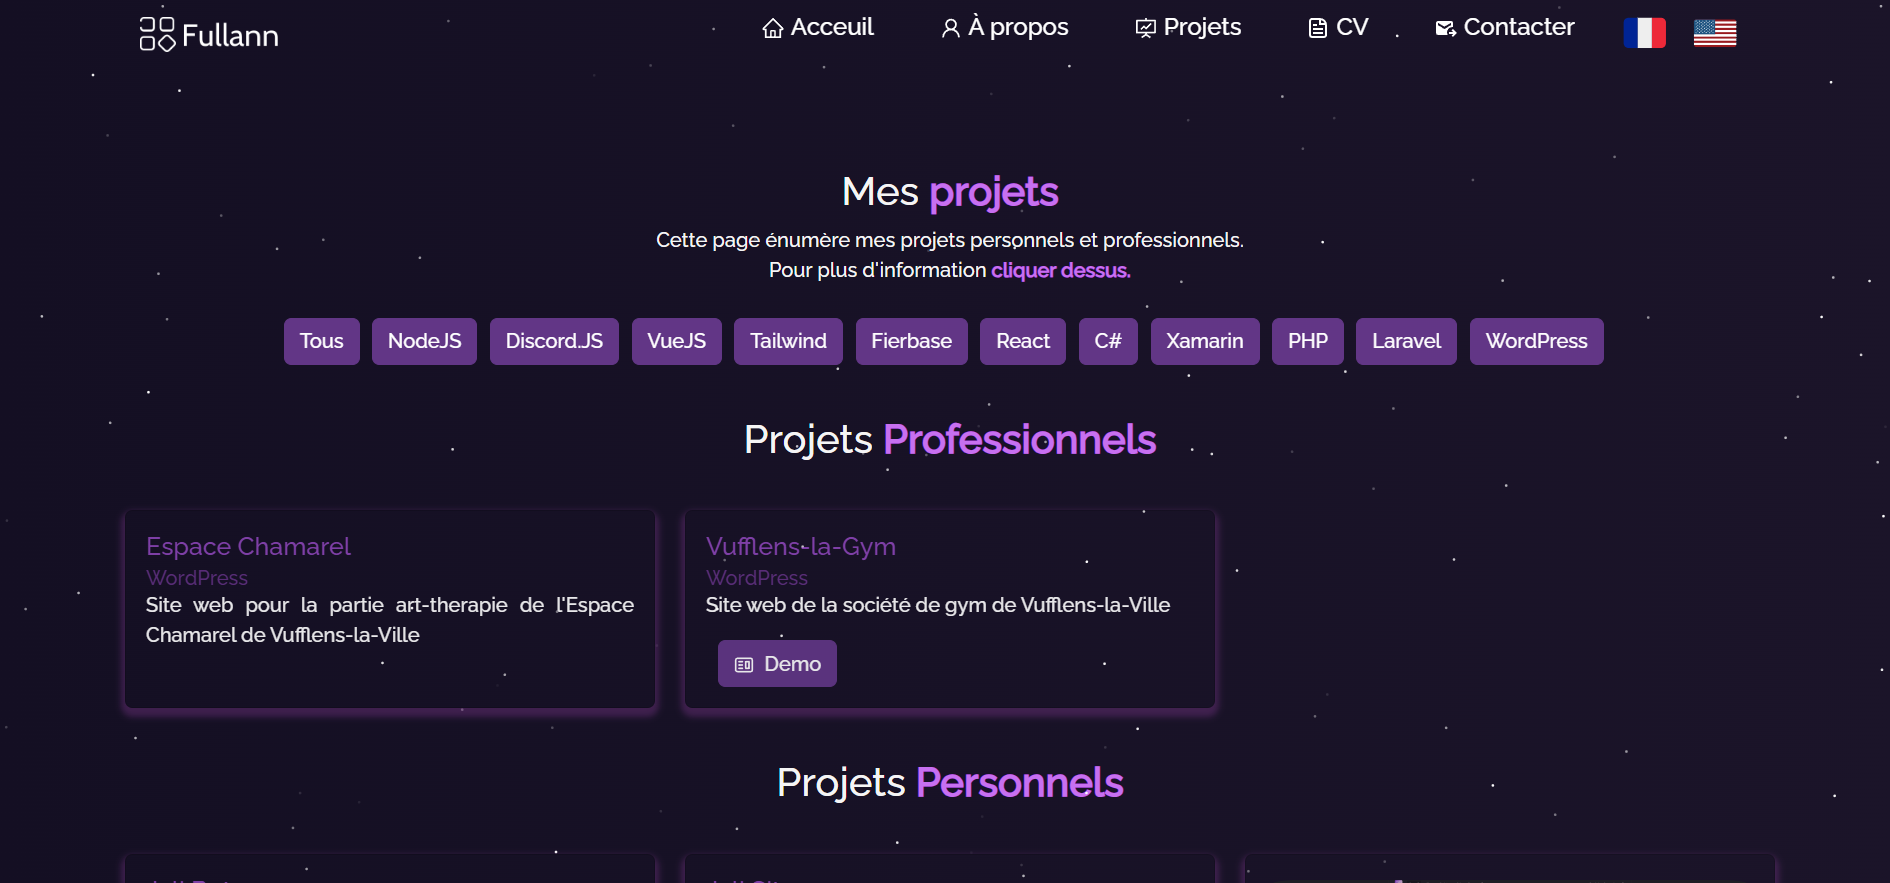 Fullann
Acceuil
À propos
Projets
CV
Contacter
Mes projets
Cette page énumère mes projets personnels et professionnels.
Pour plus d'information cliquer dessus.
Tous
NodeJS
Discord.JS
VueJS
Tailwind
Fierbase
React
C#
Xamarin
PHP
Laravel
WordPress
Projets Professionnels
Espace Chamarel
WordPress
Site web pour la partie art-therapie de l'Espace
Chamarel de Vufflens-la-Ville
Vufflens-la-Gym
WordPress
Site web de la société de gym de Vufflens-la-Ville
Demo
Projets Personnels